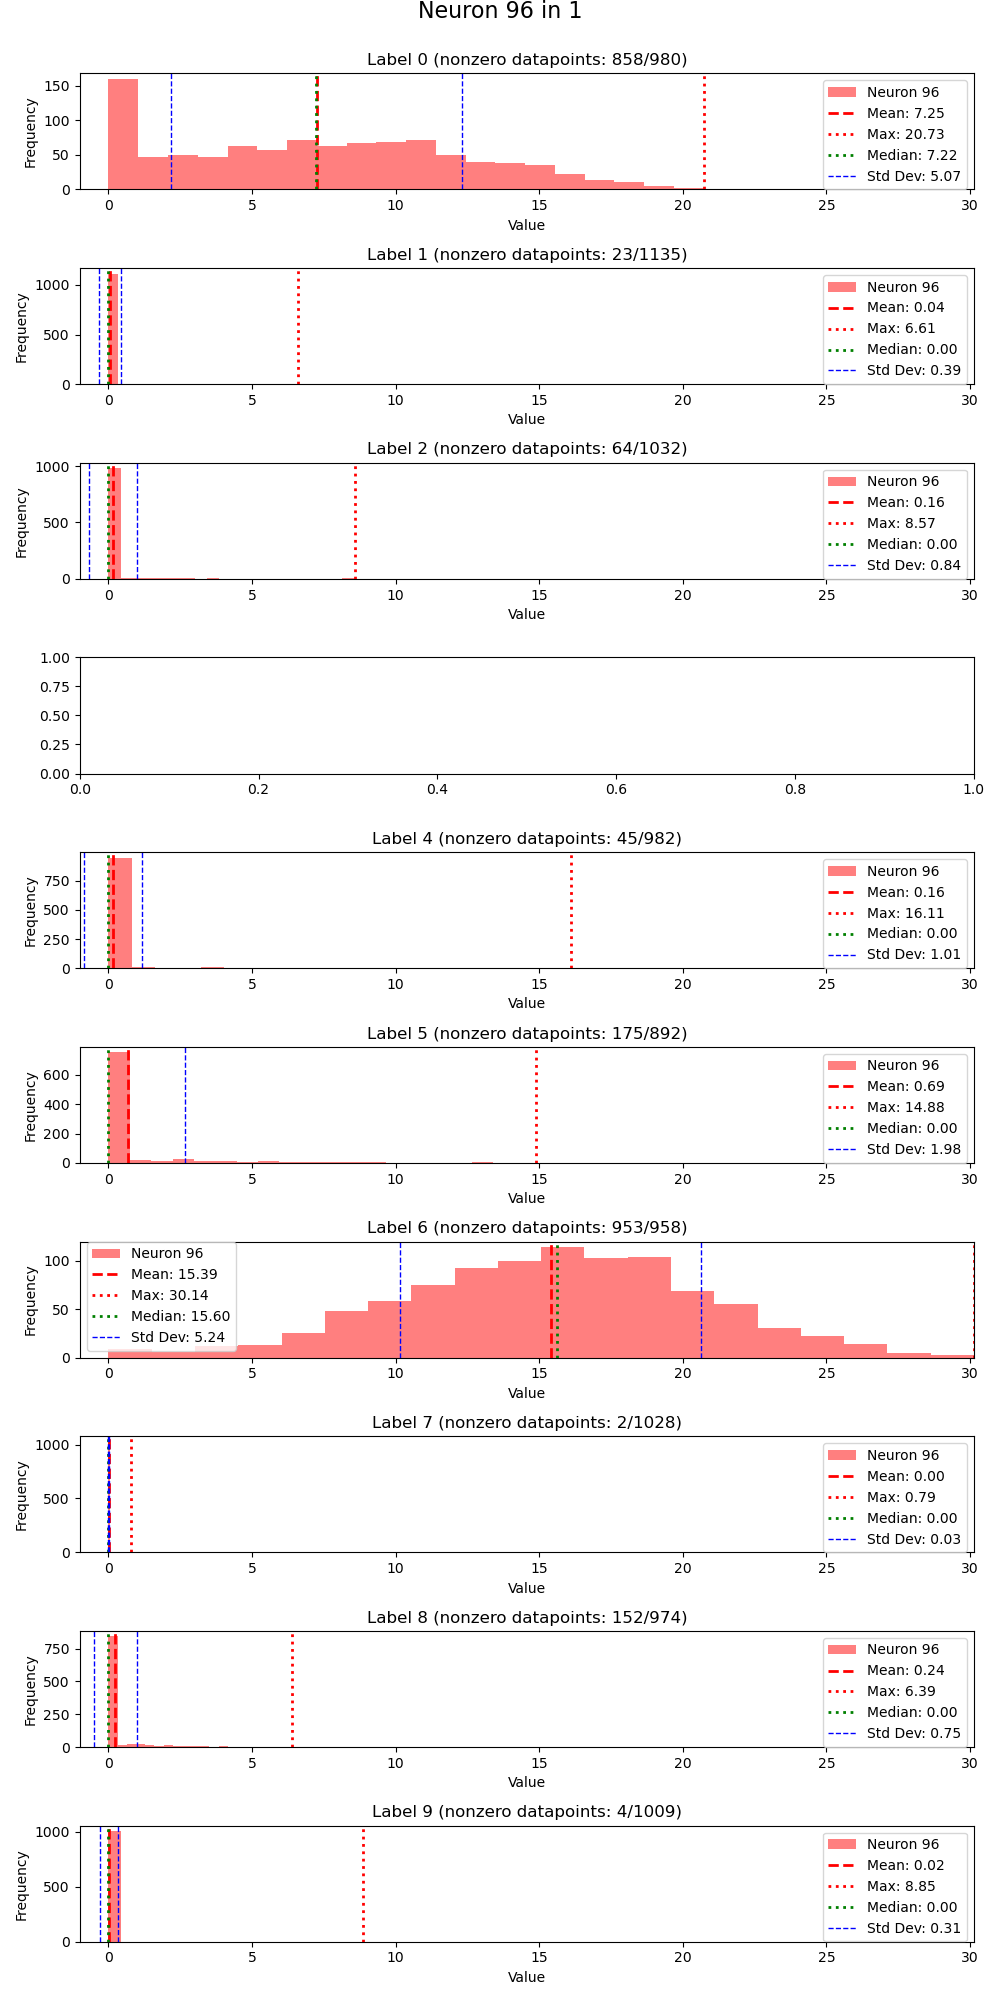 Neuron 96 in 1
Label 0 (nonzero datapoints: 858/980)
150
100
50
0
Frequency
Neuron 96
Mean: 7.25
Max: 20.73
Median: 7.22
Std Dev: 5.07
0 5 10 15 20 25 30
Value
Label 1 (nonzero datapoints: 23/1135)
1000
500
0
Frequency
Neuron 96
Mean: 0.04
Max: 6.61
Median: 0.00
Std Dev: 0.39
0 5 10 15 20 25 30
Value
Label 2 (nonzero datapoints: 64/1032)
1000
500
0
Frequency
Neuron 96
Mean: 0.16
Max: 8.57
Median: 0.00
Std Dev: 0.84
0 5 10 15 20 25 30
Value
1.00
0.75
0.50
0.25
0.00
0.0 0.2 0.4 0.6 0.8 1.0
Label 4 (nonzero datapoints: 45/982)
750
500
250
0
Frequency
Neuron 96
Mean: 0.16
Max: 16.11
Median: 0.00
Std Dev: 1.01
0 5 10 15 20 25 30
Value
Label 5 (nonzero datapoints: 175/892)
600
400
200
0
Frequency
Neuron 96
Mean: 0.69
Max: 14.88
Median: 0.00
Std Dev: 1.98
0 5 10 15 20 25 30
Value
Label 6 (nonzero datapoints: 953/958)
100
50
0
Frequency
Neuron 96
Mean: 15.39
Max: 30.14
Median: 15.60
Std Dev: 5.24
0 5 10 15 20 25 30
Value
Label 7 (nonzero datapoints: 2/1028)
1000
500
0
Frequency
Neuron 96
Mean: 0.00
Max: 0.79
Median: 0.00
Std Dev: 0.03
0 5 10 15 20 25 30
Value
Label 8 (nonzero datapoints: 152/974)
750
500
250
0
Frequency
Neuron 96
Mean: 0.24
Max: 6.39
Median: 0.00
Std Dev: 0.75
0 5 10 15 20 25 30
Value
Label 9 (nonzero datapoints: 4/1009)
1000
500
0
Frequency
Neuron 96
Mean: 0.02
Max: 8.85
Median: 0.00
Std Dev: 0.31
0 5 10 15 20 25 30
Value